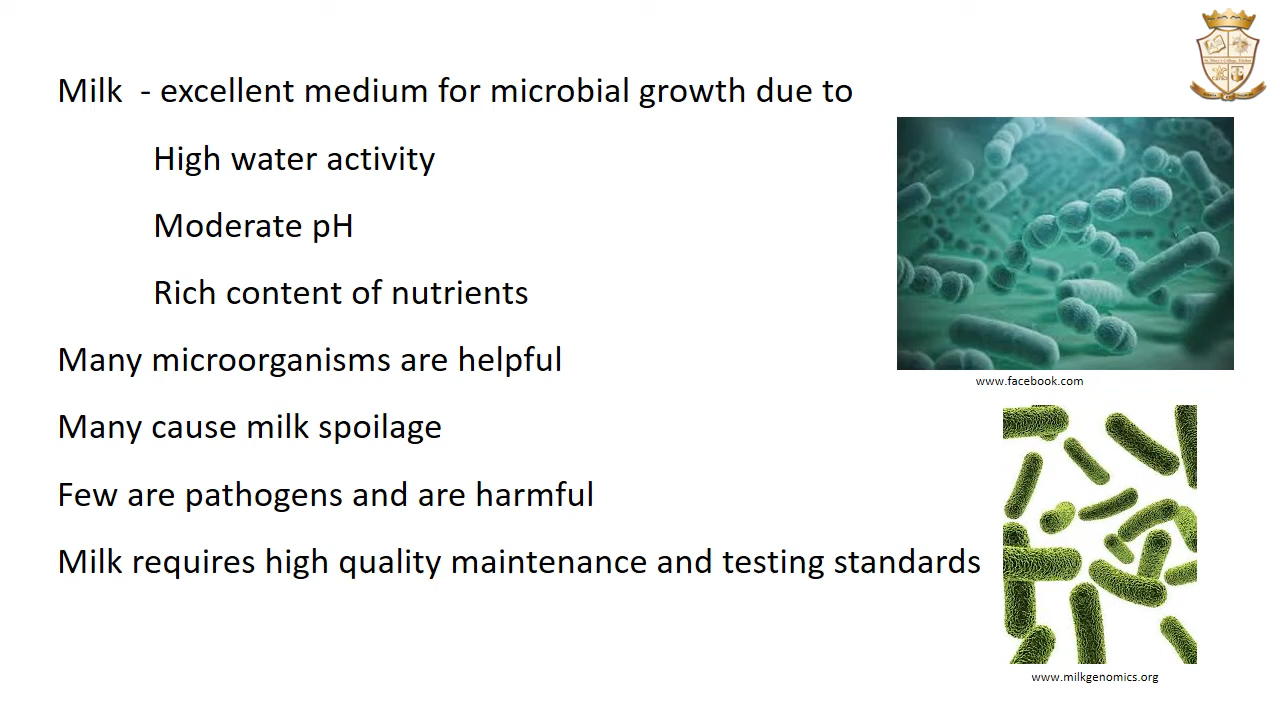 Milk - excellent medium for microbial growth due to
High water activity
Moderate pH
Rich content of nutrients
Many microorganisms are helpful
Many cause milk spoilage
Few are pathogens and are harmful
Milk requires high quality maintenance and testing standards
www.facebook.com
www.milkgenomics.org